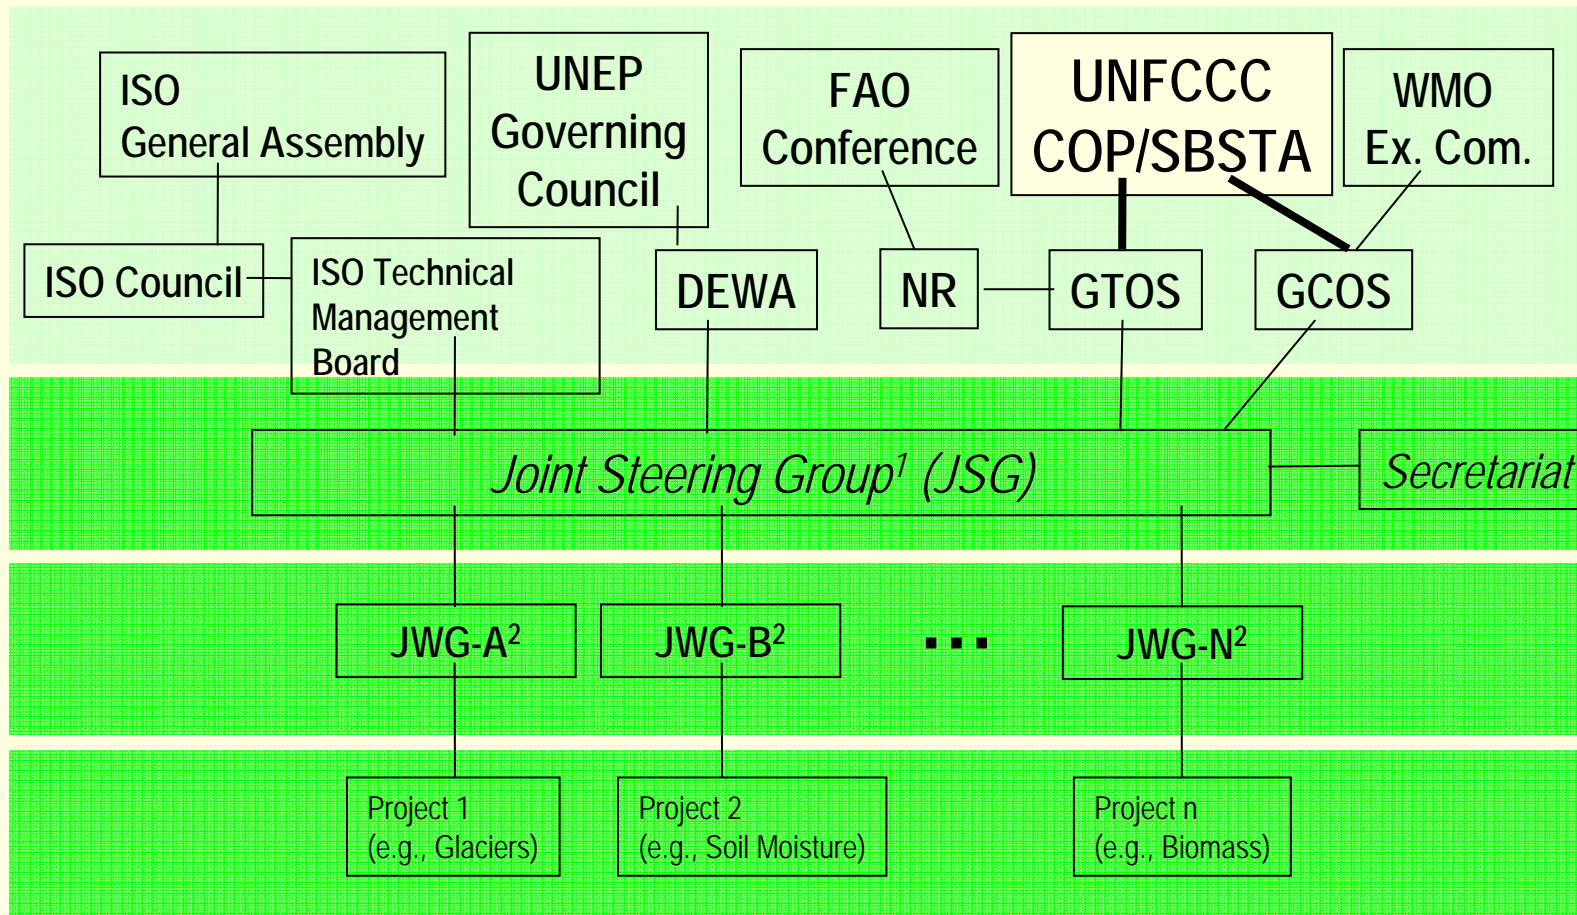 ISO
General Assembly
UNEP
Governing
Council
FAO
Conference
UNFCCC
COP/SBSTA
WMO
Ex. Com.
ISO Council
ISO Technical
Management
Board
DEWA
NR
GTOS
GCOS
Joint Steering Group¹ (JSG)
Secretariat
JWG-A²
JWG-B²
...
JWG-N²
Project 1
(e.g., Glaciers)
Project 2
(e.g., Soil Moisture)
Project n
(e.g., Biomass)